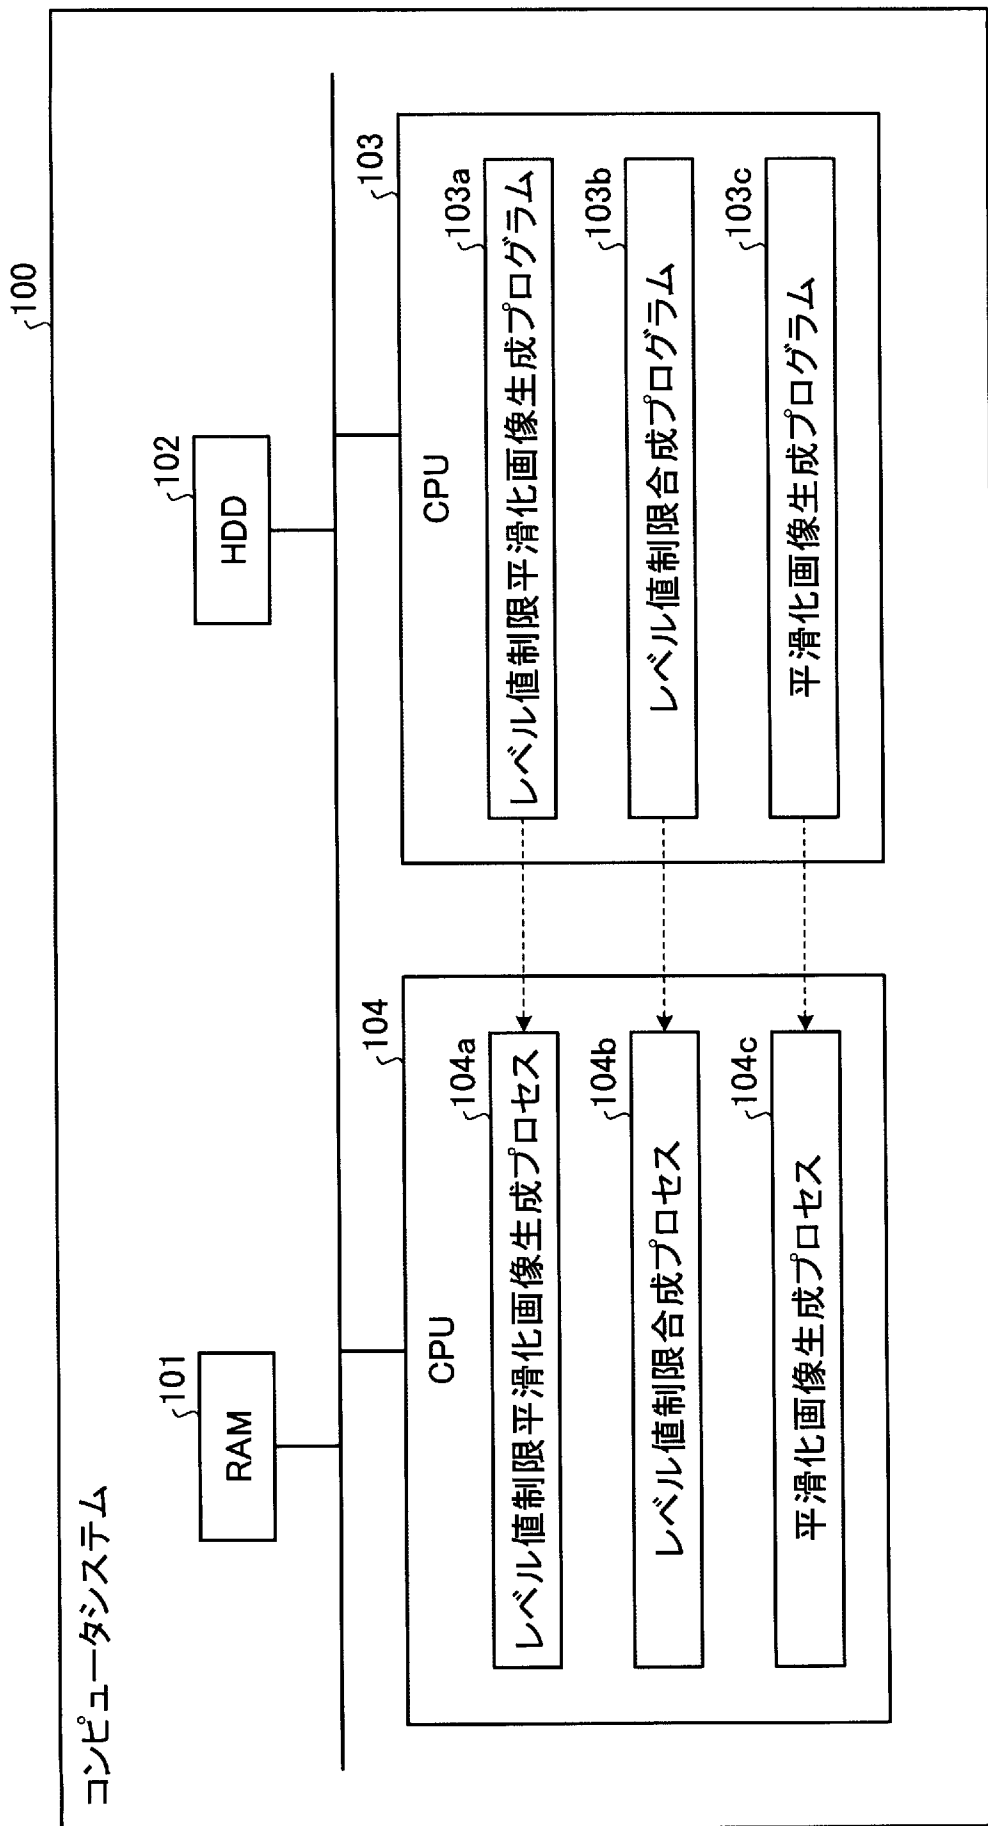 コンピュータシステム
100
101
RAM
102
HDD
104
CPU
104a
レベル値制限平滑化画像生成プロセス
104b
レベル値制限合成プロセス
104c
平滑化画像生成プロセス
103
CPU
103a
レベル値制限平滑化画像生成プログラム
103b
レベル値制限合成プログラム
103c
平滑化画像生成プログラム